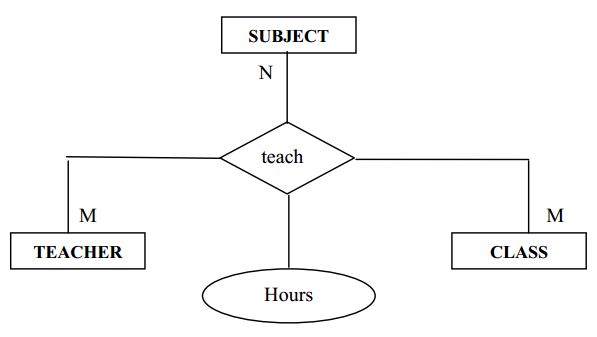 SUBJECT
N
teach
M
M
TEACHER
CLASS
Hours